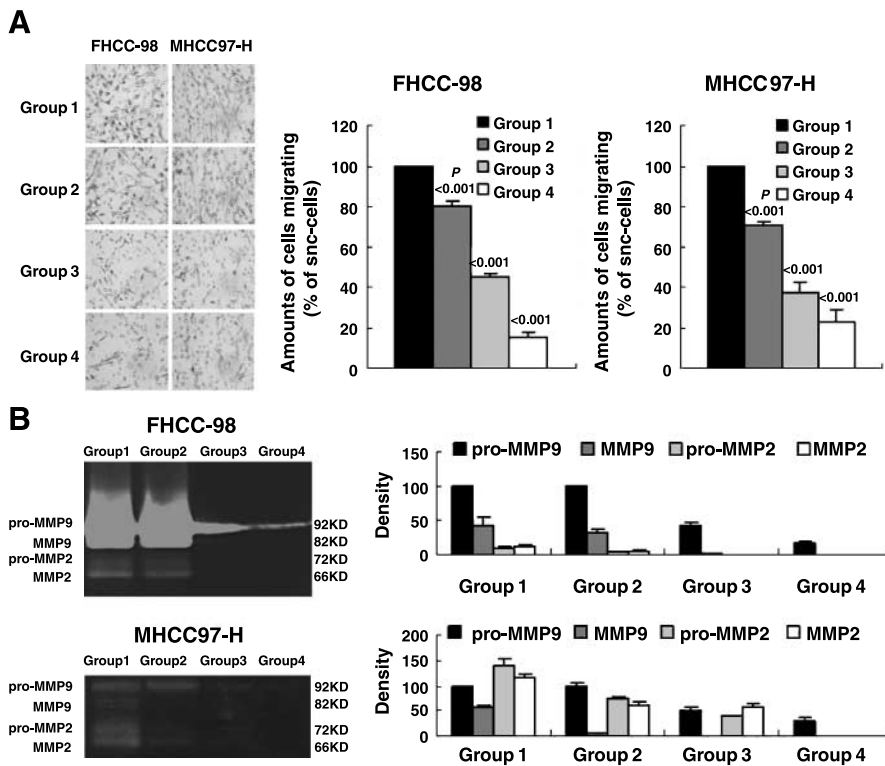 A
FHCC-98 MHCC97-H
Group 1
Group 2
Group 3
Group 4
FHCC-98
Amounts of cells migrating
(% of snc-cells)
120
100
80
60
40
20
0
Group 1
Group 2
Group 3
Group 4
P
<0.001
<0.001
<0.001
MHCC97-H
Amounts of cells migrating
(% of snc-cells)
120
100
80
60
40
20
0
Group 1
Group 2
Group 3
Group 4
P
<0.001
<0.001
<0.001
B
FHCC-98
Group1 Group2 Group3 Group4
pro-MMP9 92KD
MMP9 82KD
pro-MMP2 72KD
MMP2 66KD
Density
150
100
50
0
pro-MMP9 MMP9 pro-MMP2 MMP2
Group 1 Group 2 Group 3 Group 4
MHCC97-H
Group1 Group2 Group3 Group4
pro-MMP9 92KD
MMP9 82KD
pro-MMP2 72KD
MMP2 66KD
Density
200
150
100
50
0
pro-MMP9 MMP9 pro-MMP2 MMP2
Group 1 Group 2 Group 3 Group 4